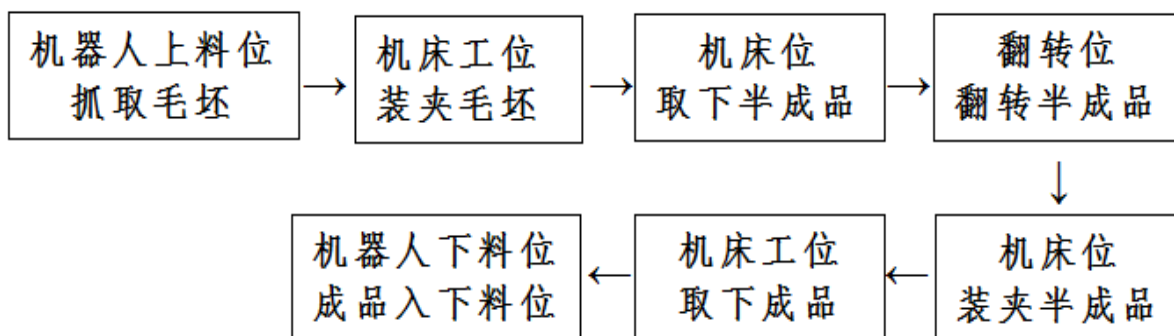 机器人上料位
抓取毛坯
机床工位
装夹毛坯
机床位
取下半成品
翻转位
翻转半成品
机床位
装夹半成品
机床工位
取下成品
机器人下料位
成品入下料位